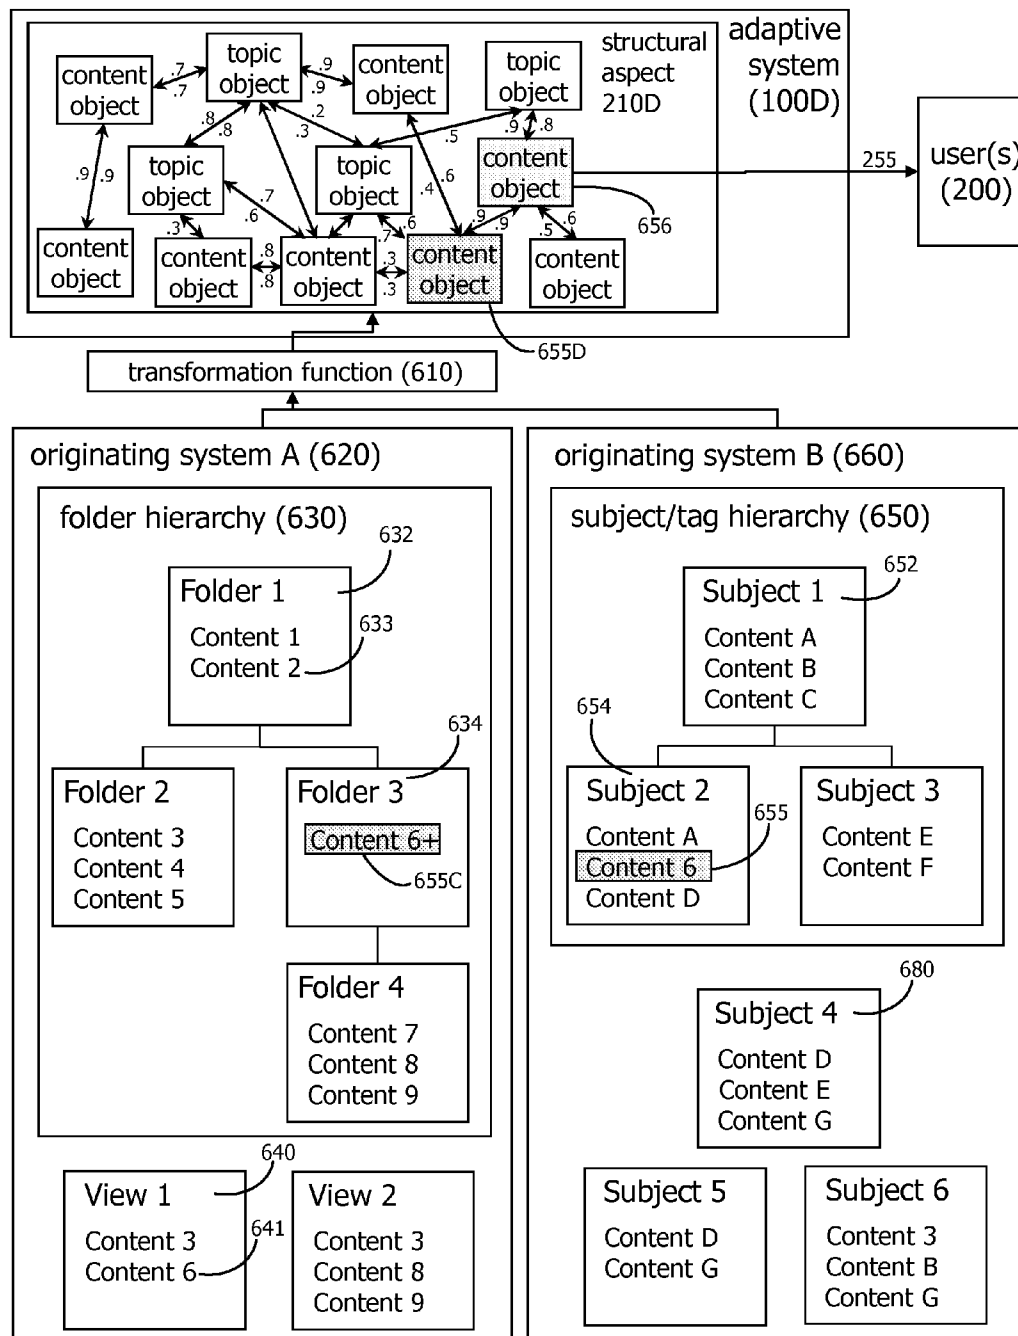 adaptive
system
(100D)
structural
aspect
210D
content
object
topic
object
content
object
topic
object
.7
.7
.9
.9
.8
.8
.2
.3
.5
.9
.8
.9
.9
topic
object
topic
object
content
object
.4
.6
.7
.6
.9
.9
.6
.5
255
user(s)
(200)
656
content
object
.3
content
object
.8
.8
content
object
.7
.6
.3
.3
content
object
content
object
655D
transformation function (610)
originating system A (620)
folder hierarchy (630)
632
Folder 1
Content 1
Content 2
633
634
Folder 2
Content 3
Content 4
Content 5
Folder 3
Content 6+
655C
Folder 4
Content 7
Content 8
Content 9
640
View 1
Content 3
Content 6
641
View 2
Content 3
Content 8
Content 9
originating system B (660)
subject/tag hierarchy (650)
652
Subject 1
Content A
Content B
Content C
654
Subject 2
Content A
Content 6
Content D
655
Subject 3
Content E
Content F
680
Subject 4
Content D
Content E
Content G
Subject 5
Content D
Content G
Subject 6
Content 3
Content B
Content G